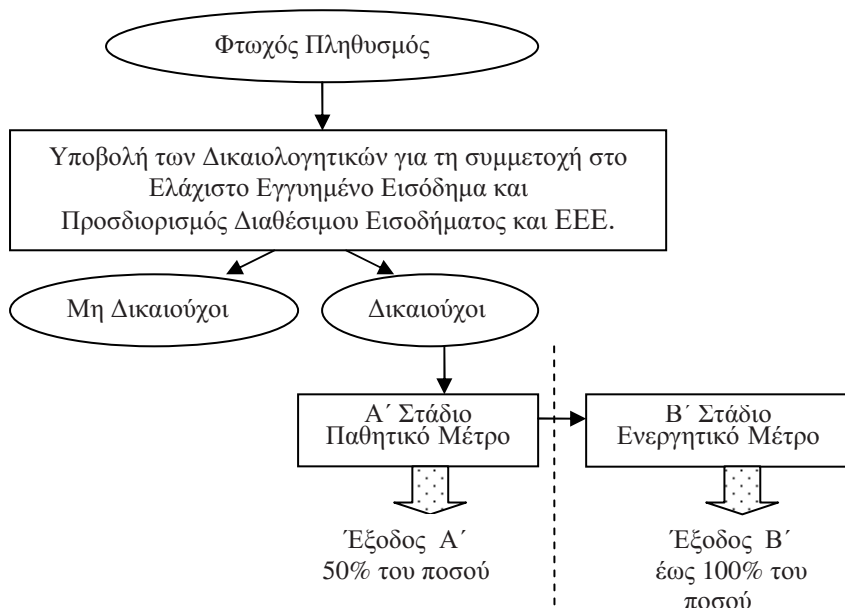 Φτωχός Πληθυσμός
Υποβολή των Δικαιολογητικών για τη συμμετοχή στο
Ελάχιστο Εγγυημένο Εισόδημα και
Προσδιορισμός Διαθέσιμου Εισοδήματος και ΕΕΕ.
Μη Δικαιούχοι
Δικαιούχοι
Α΄ Στάδιο
Παθητικό Μέτρο
Β΄ Στάδιο
Ενεργητικό Μέτρο
Έξοδος Α΄
50% του ποσού
Έξοδος Β΄
έως 100% του
ποσού